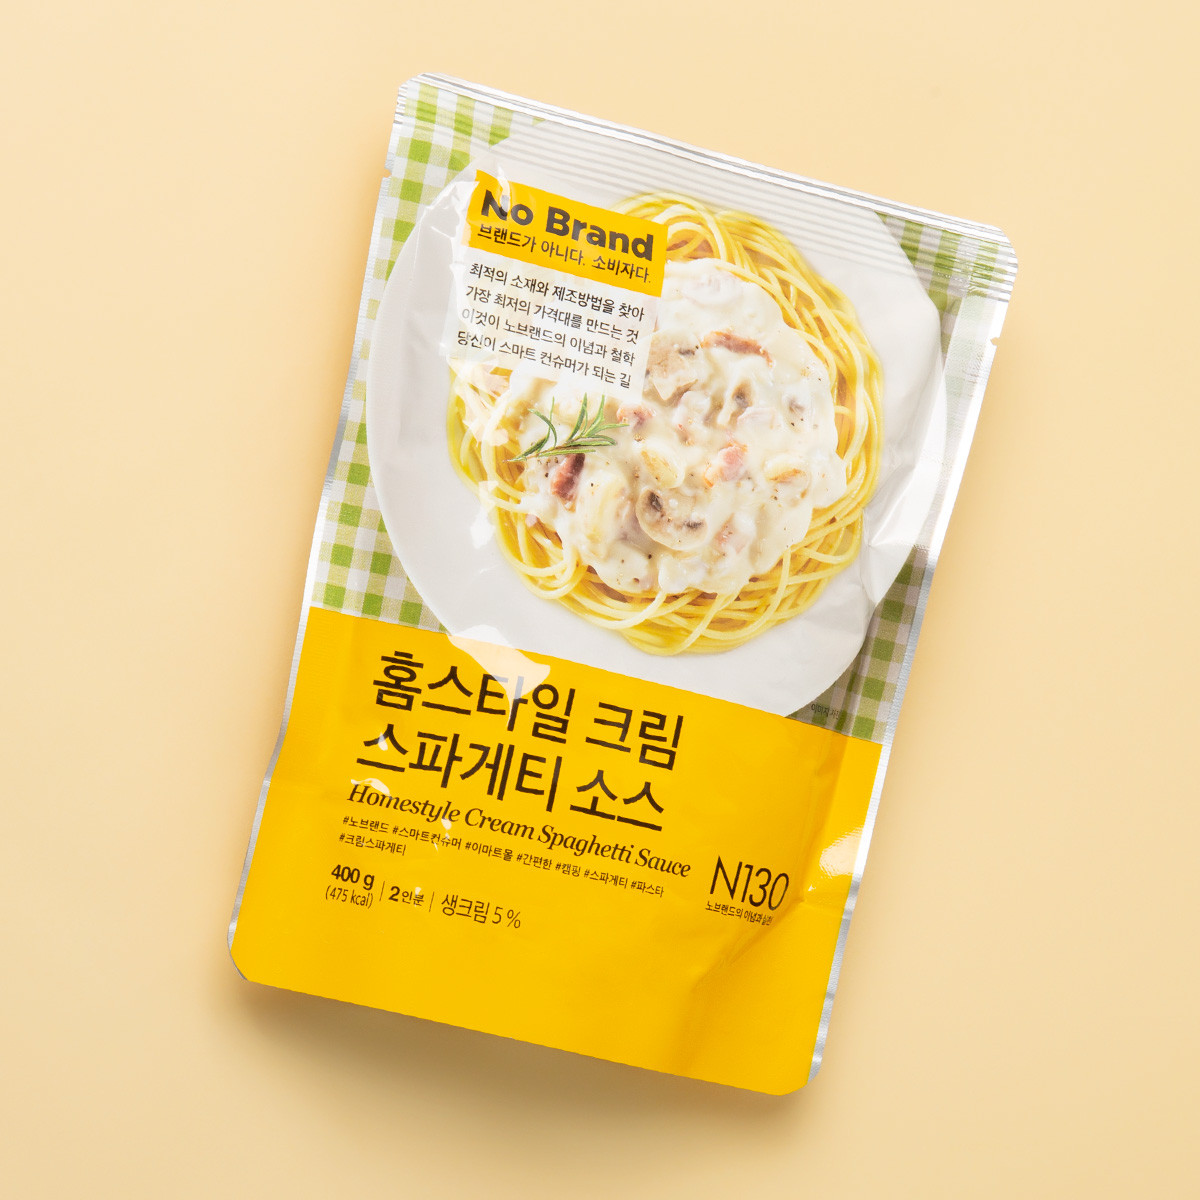 No Brand
브랜드가 아니다. 소비자다.
최적의 소재와 제조방법을 찾아
가장 최저의 가격대를 만드는 것
이것이 노브랜드의 이념과 철학
당신이 스마트 컨슈머가 되는 길
홈스타일 크림
스파게티 소스
Homestyle Cream Spaghetti Sauce
#노브랜드 #스마트컨슈머 #이마트몰 #간편한 #캠핑 #스파게티 #파스타
#크림스파게티
400 g
(475 kcal)
2인분
생크림 5 %
N130
노브랜드의 이념과